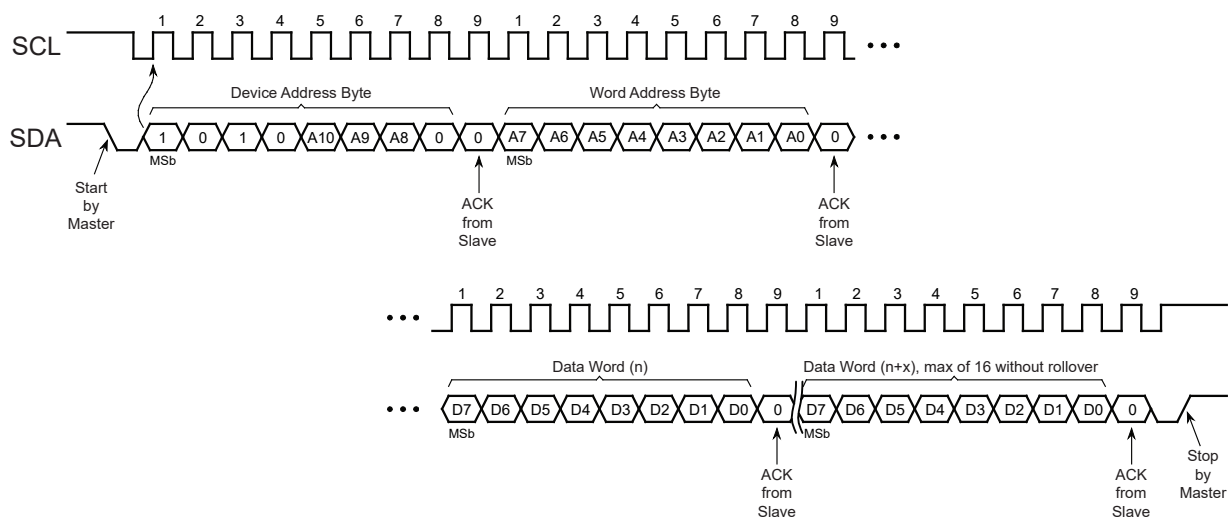 1 2 3 4 5 6 7 8 9 1 2 3 4 5 6 7 8 9
SCL
Device Address Byte Word Address Byte
SDA 1 0 1 0 A10 A9 A8 0 0 A7 A6 A5 A4 A3 A2 A1 A0 0
MSb MSb
Start
by
Master
ACK
from
Slave
ACK
from
Slave
1 2 3 4 5 6 7 8 9 1 2 3 4 5 6 7 8 9
Data Word (n) Data Word (n+x), max of 16 without rollover
D7 D6 D5 D4 D3 D2 D1 D0 0 D7 D6 D5 D4 D3 D2 D1 D0 0
MSb MSb
ACK
from
Slave
ACK
from
Slave
Stop
by
Master